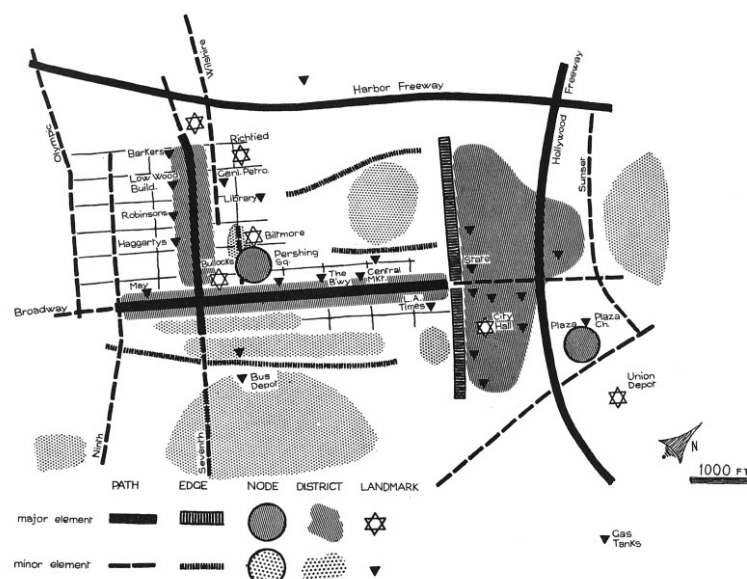 Wilshire
Harbor Freeway
Freeway
Hollywood
Olympic
Sunset
Richfied
Barkers
Genl. Petro.
Low Wood
Build.
Library
Robinsons
Biltmore
Haggartys
Bullocks
Pershing
Sq.
State
May
The
B'wy
Central
Mkt.
Broadway
L.A.
Times
City
Hall
Plaza
Plaza
Ch.
Bus
Depot
Union
Depot
N
Ninth
Seventh
1000 FT
PATH
EDGE
NODE
DISTRICT
LANDMARK
major element
minor element
Gas
Tanks